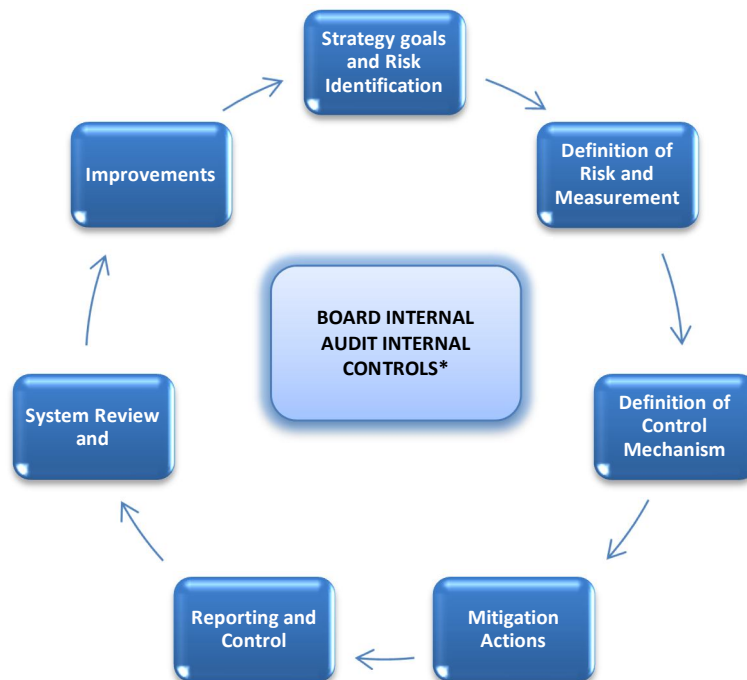 Strategy goals
and Risk
Identification
Definition of
Risk and
Measurement
Definition of
Control
Mechanism
Mitigation
Actions
Reporting and
Control
System Review
and
Improvements
BOARD INTERNAL
AUDIT INTERNAL
CONTROLS*